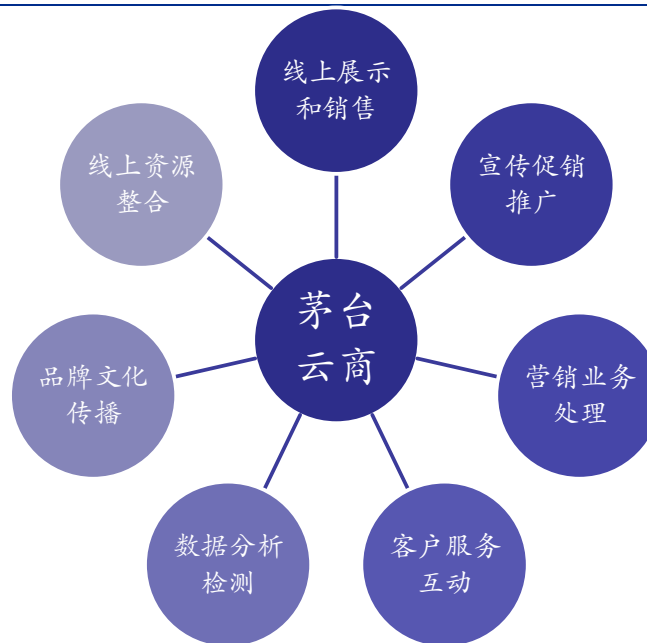 线上展示
和销售
宣传促销
推广
营销业务
处理
客户服务
互动
数据分析
检测
品牌文化
传播
线上资源
整合
茅台
云商